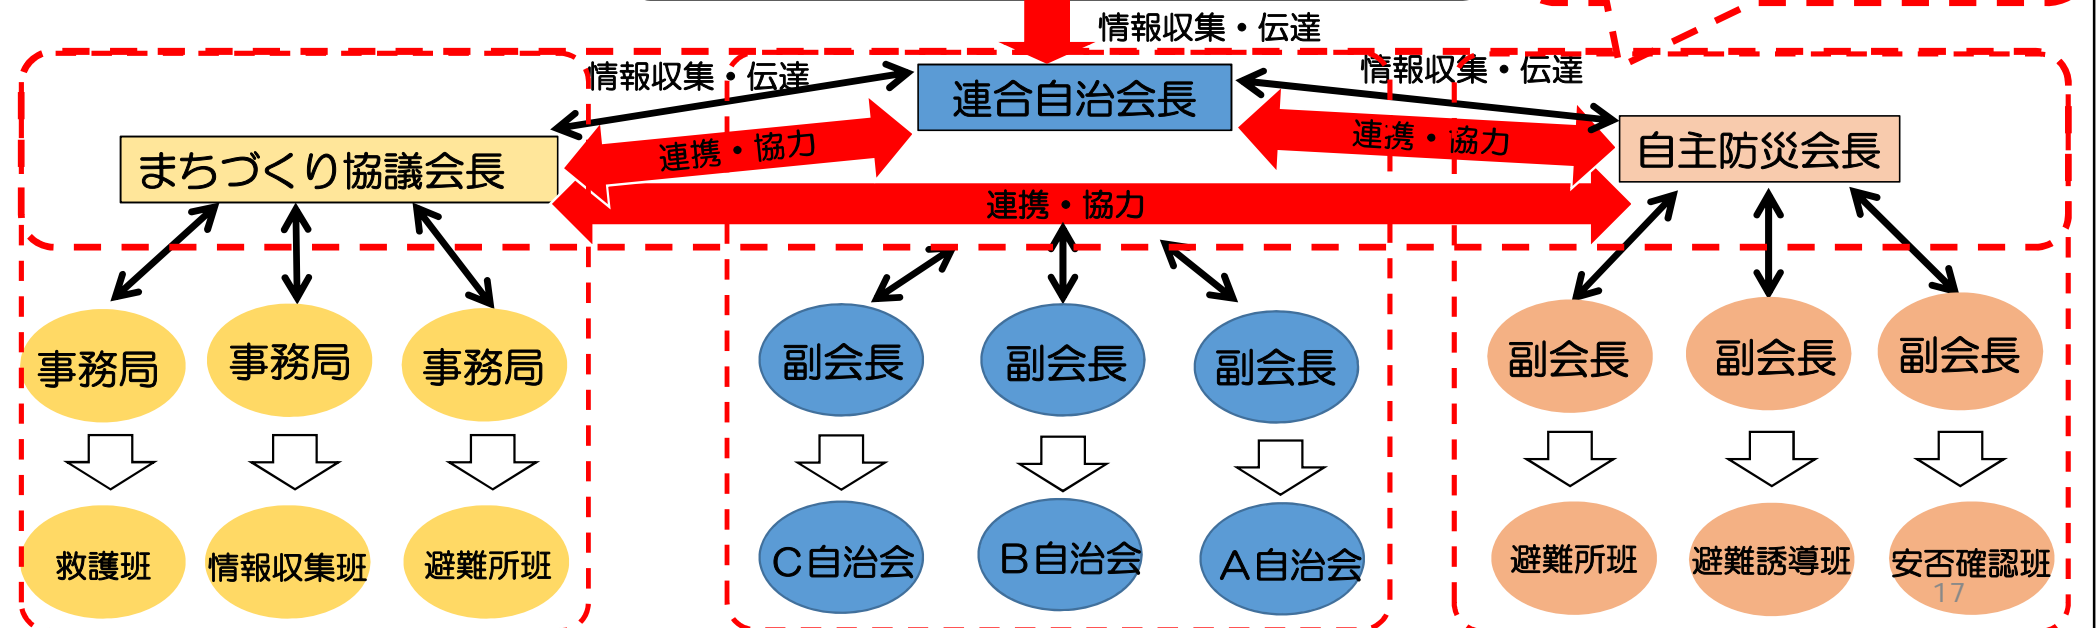 情報収集・伝達
情報収集・伝達
情報収集・伝達
連合自治会長
まちづくり協議会長
自主防災会長
連携・協力
連携・協力
連携・協力
事務局
事務局
事務局
副会長
副会長
副会長
副会長
副会長
副会長
救護班
情報収集班
避難所班
C自治会
B自治会
A自治会
避難所班
避難誘導班
安否確認班
17